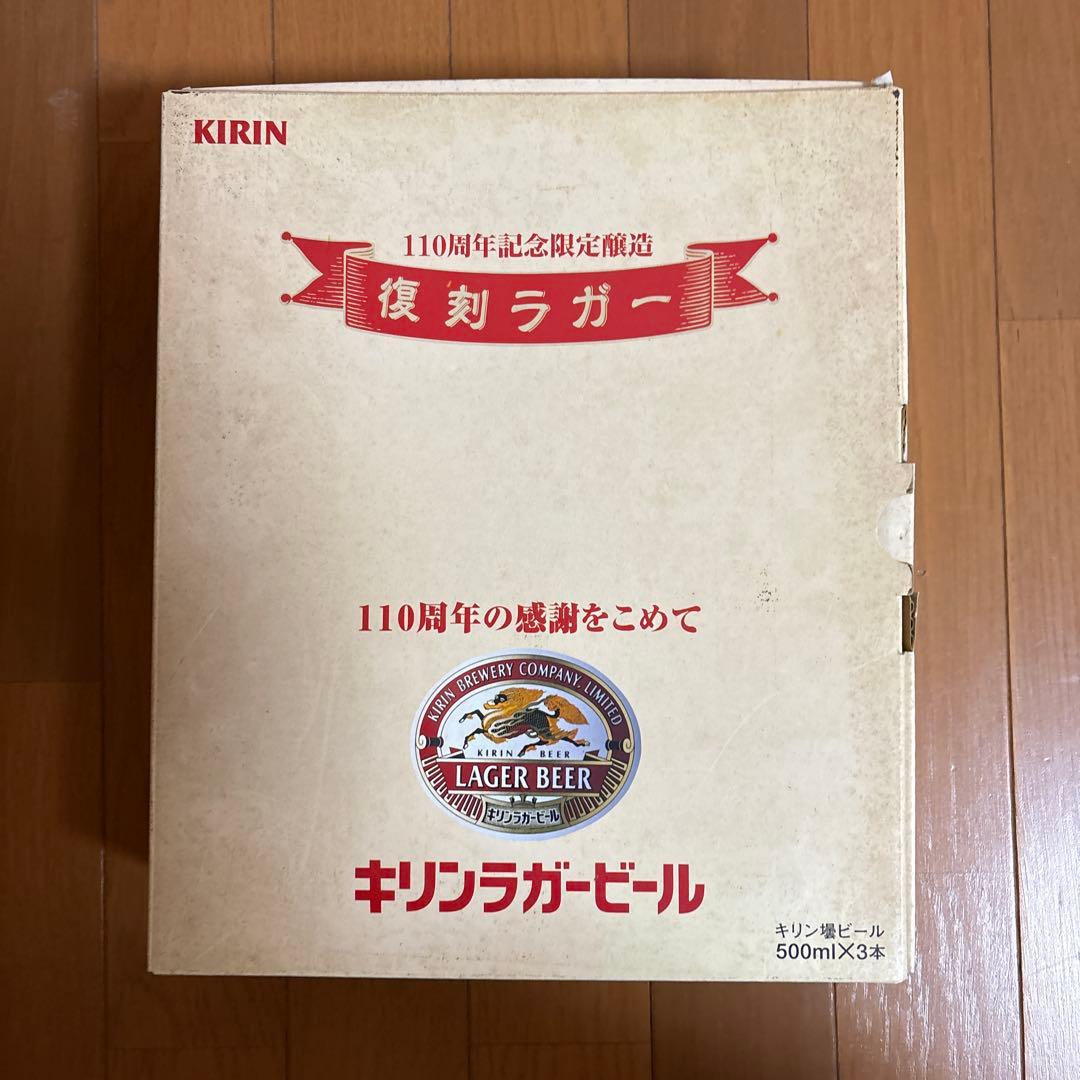 KIRIN
110周年記念限定醸造
復刻ラガー
110周年の感謝をこめて
KIRIN BREWERY COMPANY, LIMITED
KIRIN BEER
LAGER BEER
キリンラガービール
キリンラガービール
キリン壜ビール
500ml×3本